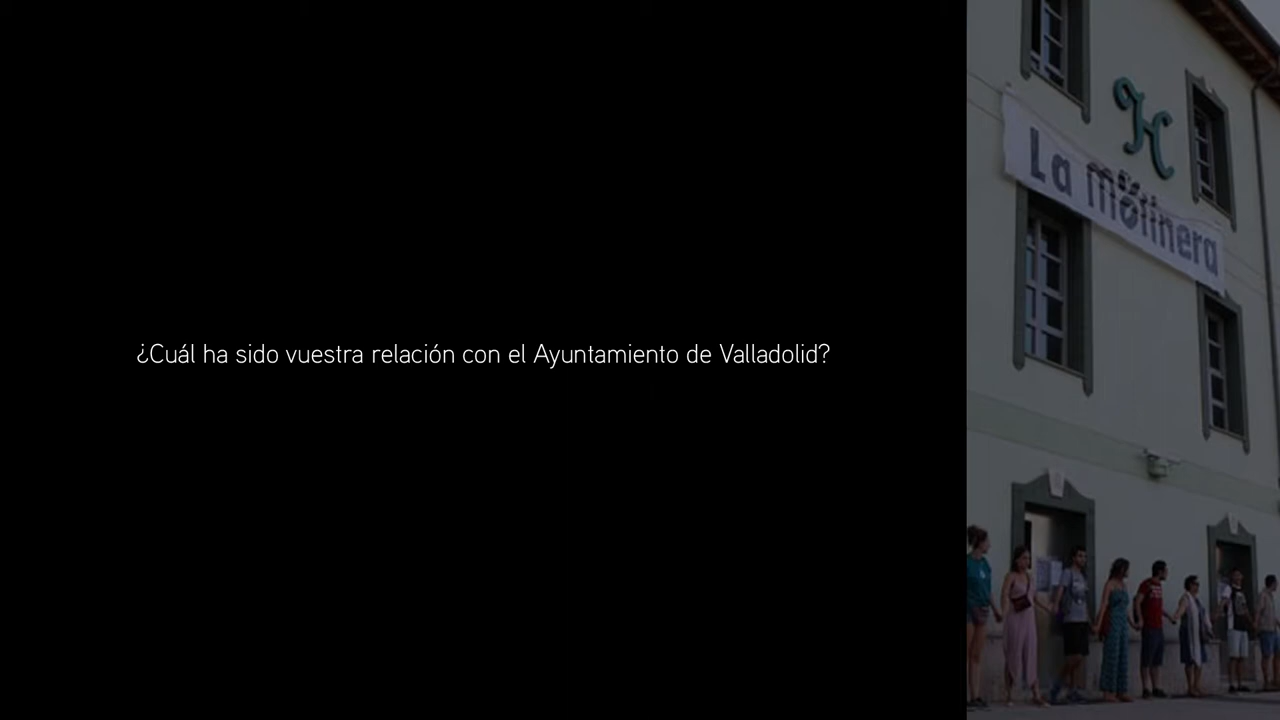 ¿Cuál ha sido vuestra relación con el Ayuntamiento de Valladolid?
H
La molinera